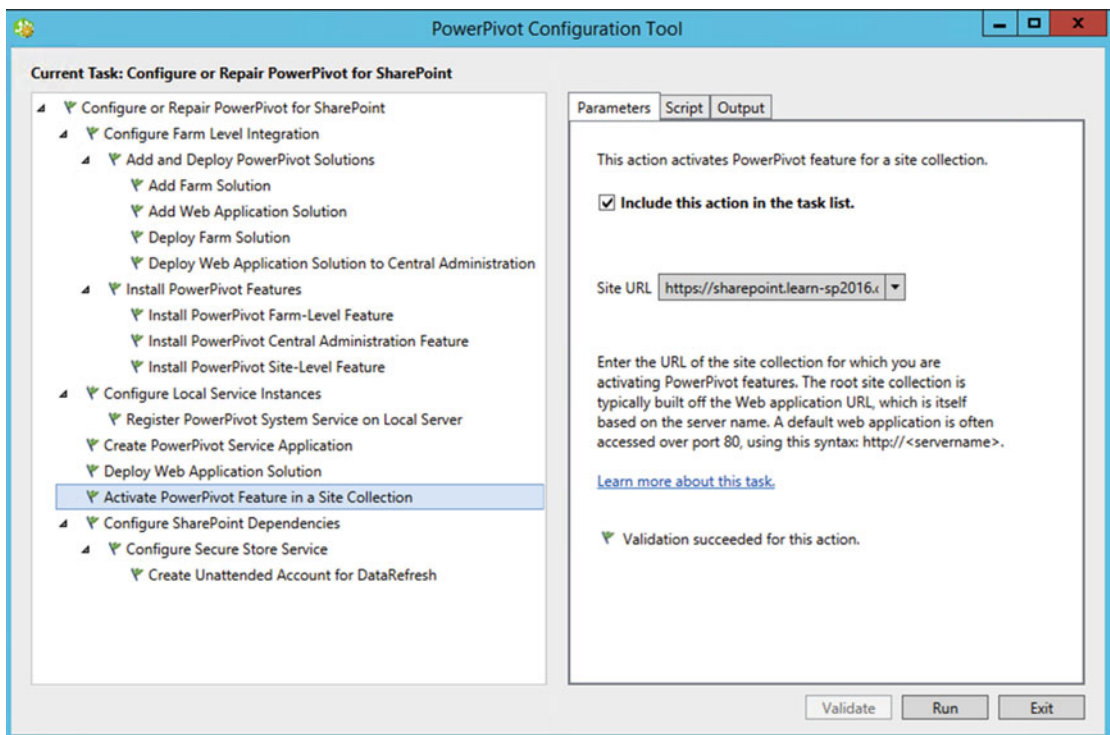 PowerPivot Configuration Tool
Current Task: Configure or Repair PowerPivot for SharePoint
Configure or Repair PowerPivot for SharePoint
Configure Farm Level Integration
Add and Deploy PowerPivot Solutions
Add Farm Solution
Add Web Application Solution
Deploy Farm Solution
Deploy Web Application Solution to Central Administration
Install PowerPivot Features
Install PowerPivot Farm-Level Feature
Install PowerPivot Central Administration Feature
Install PowerPivot Site-Level Feature
Configure Local Service Instances
Register PowerPivot System Service on Local Server
Create PowerPivot Service Application
Deploy Web Application Solution
Activate PowerPivot Feature in a Site Collection
Configure SharePoint Dependencies
Configure Secure Store Service
Create Unattended Account for DataRefresh
Parameters Script Output
This action activates PowerPivot feature for a site collection.
Include this action in the task list.
Site URL https://sharepoint.learn-sp2016.c
Enter the URL of the site collection for which you are
activating PowerPivot features. The root site collection is
typically built off the Web application URL, which is itself
based on the server name. A default web application is often
accessed over port 80, using this syntax: http://<servername>.
Learn more about this task.
Validation succeeded for this action.
Validate Run Exit